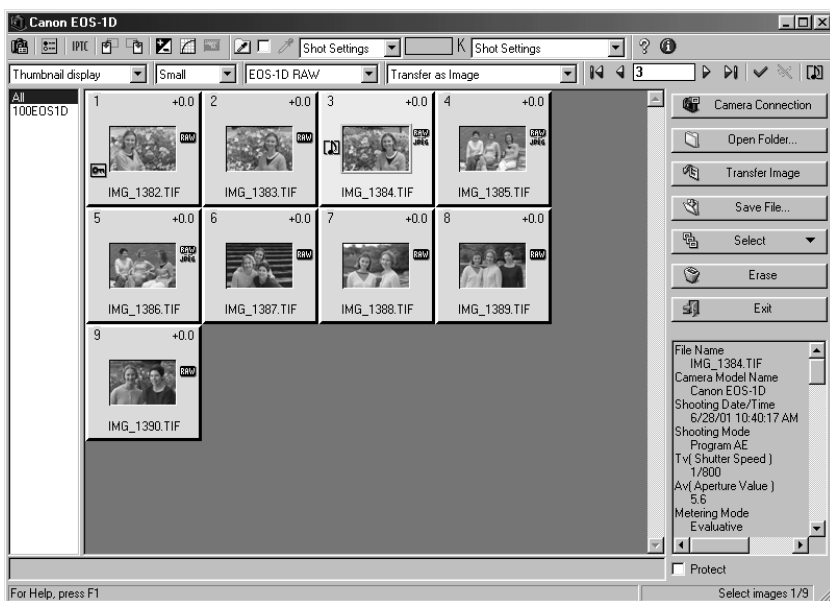 Canon EOS-1D
IPTC
Shot Settings
K
Shot Settings
Thumbnail display
Small
EOS-1D RAW
Transfer as Image
3
All
100EOS1D
1 +0.0
RAW
IMG_1382.TIF
2 +0.0
RAW
IMG_1383.TIF
3 +0.0
RAW
JPEG
IMG_1384.TIF
4 +0.0
RAW
JPEG
IMG_1385.TIF
5 +0.0
RAW
JPEG
IMG_1386.TIF
6 +0.0
RAW
IMG_1387.TIF
7 +0.0
RAW
IMG_1388.TIF
8 +0.0
RAW
IMG_1389.TIF
9 +0.0
RAW
IMG_1390.TIF
Camera Connection
Open Folder...
Transfer Image
Save File...
Select
Erase
Exit
File Name
IMG_1384.TIF
Camera Model Name
Canon EOS-1D
Shooting Date/Time
6/28/01 10:40:17 AM
Shooting Mode
Program AE
Tv( Shutter Speed )
1/800
Av( Aperture Value )
5.6
Metering Mode
Evaluative
Protect
For Help, press F1
Select images 1/9